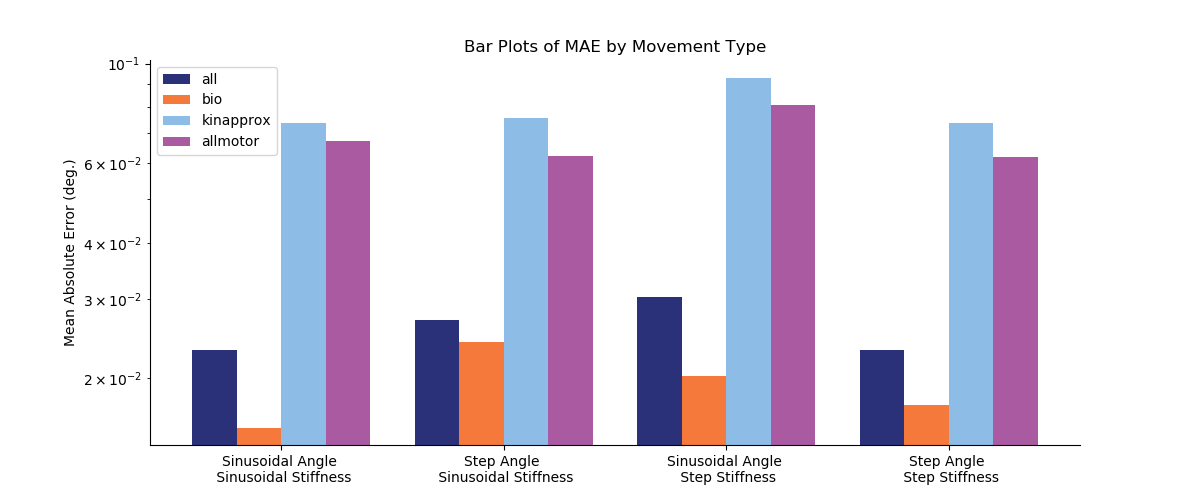 Bar Plots of MAE by Movement Type
10⁻¹
6 × 10⁻²
4 × 10⁻²
3 × 10⁻²
2 × 10⁻²
Mean Absolute Error (deg.)
all
bio
kinapprox
allmotor
Sinusoidal Angle
Sinusoidal Stiffness
Step Angle
Sinusoidal Stiffness
Sinusoidal Angle
Step Stiffness
Step Angle
Step Stiffness